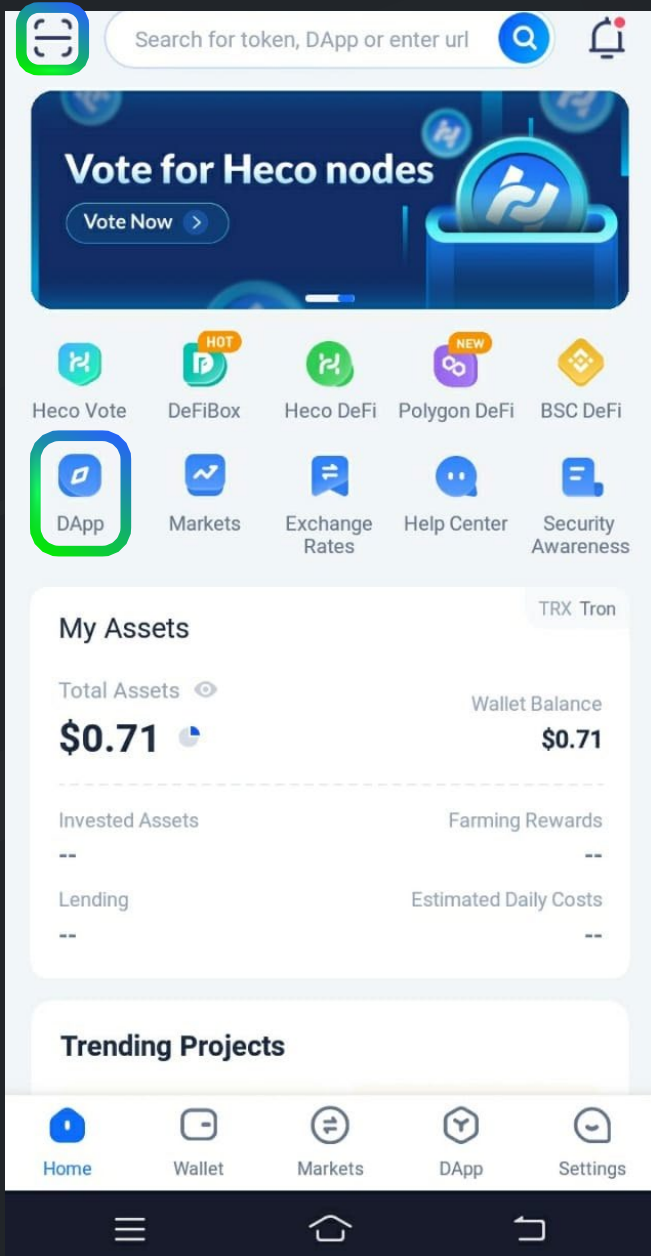 Search for token, DApp or enter url
Vote for Heco nodes
Vote Now
HOT
NEW
Heco Vote
DeFiBox
Heco DeFi
Polygon DeFi
BSC DeFi
DApp
Markets
Exchange
Rates
Help Center
Security
Awareness
TRX Tron
My Assets
Total Assets
Wallet Balance
$0.71
$0.71
Invested Assets
Farming Rewards
--
--
Lending
Estimated Daily Costs
--
--
Trending Projects
Home
Wallet
Markets
DApp
Settings